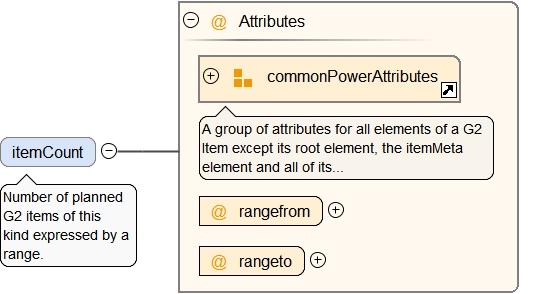 @ Attributes
commonPowerAttributes
A group of attributes for all elements of a G2
Item except its root element, the itemMeta
element and all of its...
itemCount
Number of planned
G2 items of this
kind expressed by a
range.
@ rangefrom
@ rangeto